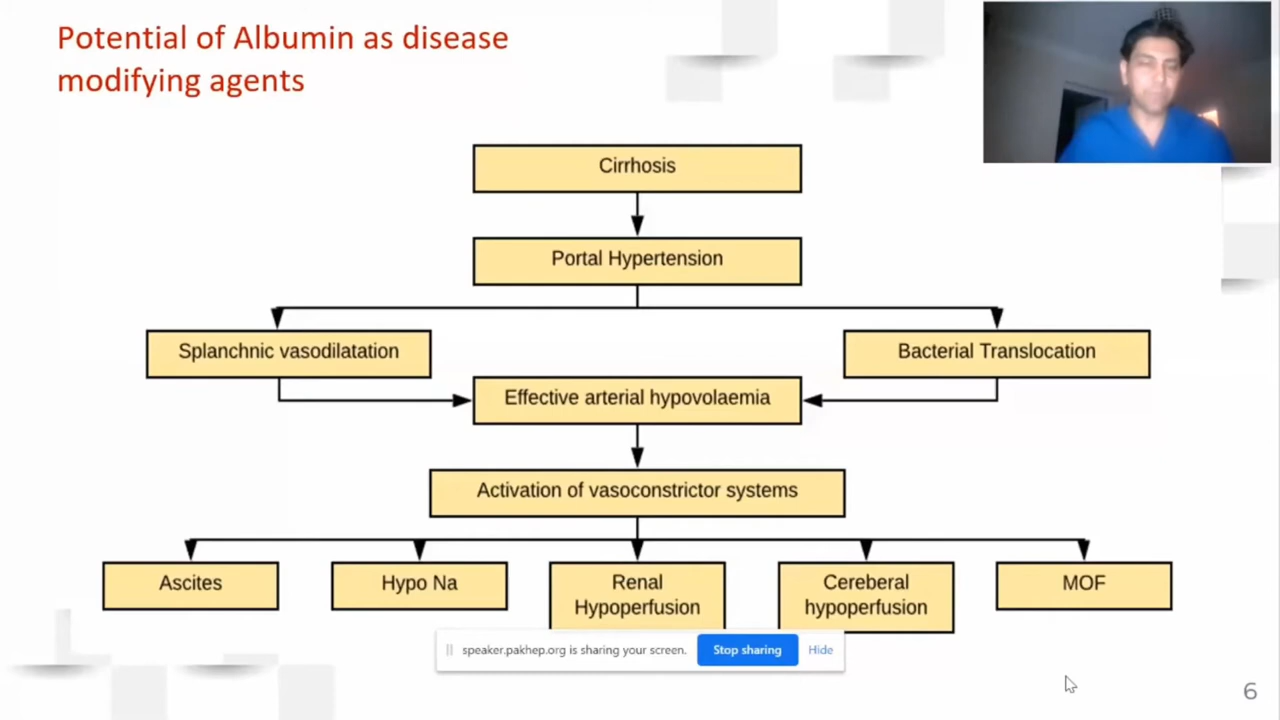 Potential of Albumin as disease
modifying agents
Cirrhosis
Portal Hypertension
Splanchnic vasodilatation
Bacterial Translocation
Effective arterial hypovolaemia
Activation of vasoconstrictor systems
Ascites
Hypo Na
Renal
Hypoperfusion
Cereberal
hypoperfusion
MOF
speaker.pakhep.org is sharing your screen.
Stop sharing
Hide
6